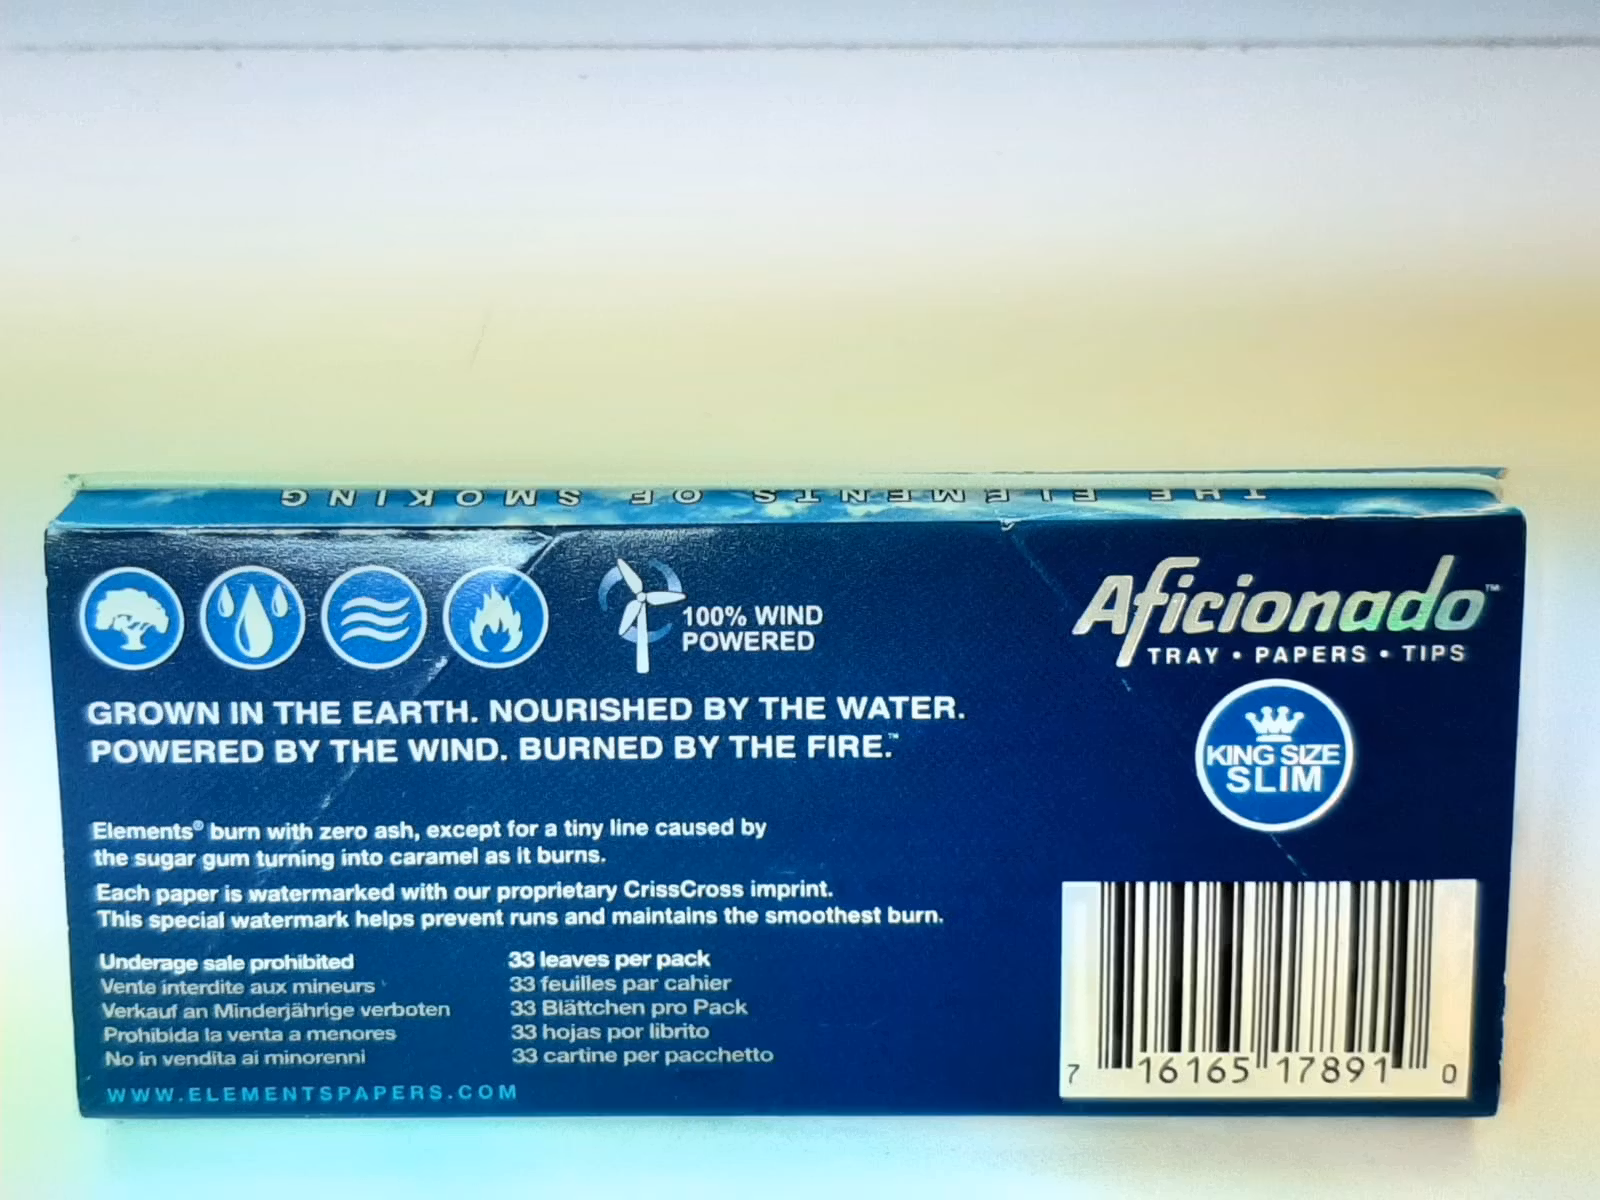 THE ELEMENTS OF SMOKING
100% WIND
POWERED
GROWN IN THE EARTH. NOURISHED BY THE WATER.
POWERED BY THE WIND. BURNED BY THE FIRE.™
Elements® burn with zero ash, except for a tiny line caused by
the sugar gum turning into caramel as it burns.
Each paper is watermarked with our proprietary CrissCross imprint.
This special watermark helps prevent runs and maintains the smoothest burn.
Underage sale prohibited
Vente interdite aux mineurs
Verkauf an Minderjährige verboten
Prohibida la venta a menores
No in vendita ai minorenni
33 leaves per pack
33 feuilles par cahier
33 Blättchen pro Pack
33 hojas por librito
33 cartine per pacchetto
WWW.ELEMENTSPAPERS.COM
Aficionado™
TRAY • PAPERS • TIPS
KING SIZE
SLIM
7 16165 17891 0